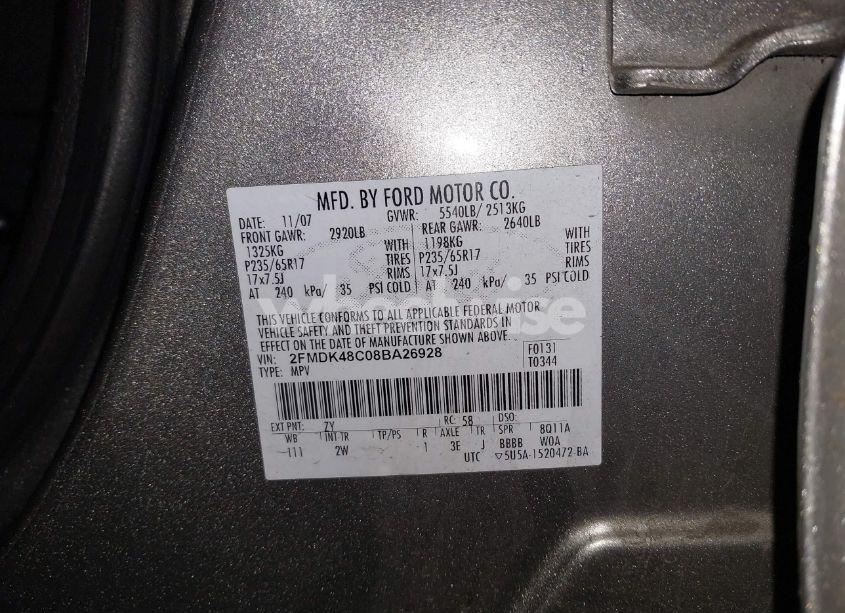 MFD. BY FORD MOTOR CO.
DATE: 11/07 GVWR: 5540LB/ 2513KG
FRONT GAWR: 2920LB REAR GAWR: 2640LB
1325KG WITH 1198KG WITH
P235/65R17 TIRES P235/65R17 TIRES
17x7.5J RIMS 17x7.5J RIMS
AT 240 kPa/ 35 PSI COLD AT 240 kPa/ 35 PSI COLD
THIS VEHICLE CONFORMS TO ALL APPLICABLE FEDERAL MOTOR
VEHICLE SAFETY AND THEFT PREVENTION STANDARDS IN
EFFECT ON THE DATE OF MANUFACTURE SHOWN ABOVE.
VIN: 2FMDK48C08BA26928 F0131
TYPE: MPV T0344
EXT PNT: ZY RC: 58 DSO:
WB INT TR TP/PS R AXLE TR SPR 8Q11A
111 2W 1 3E J BBBB W0A
UTC ▽5U5A-1520472-BA